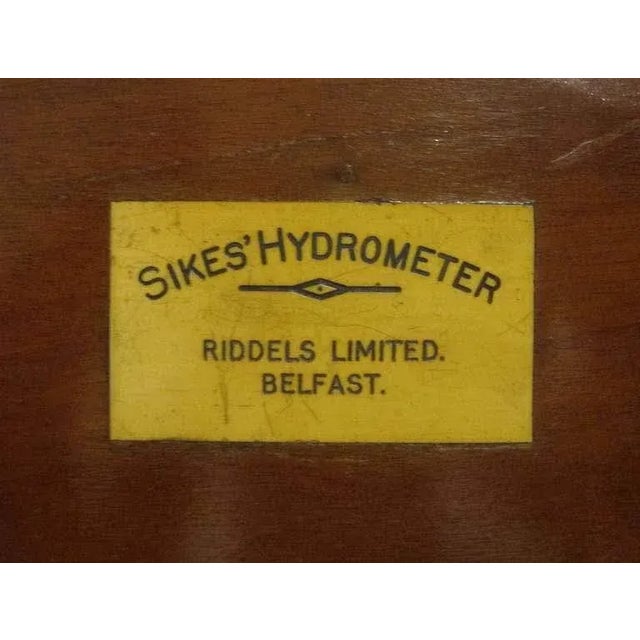 SIKES' HYDROMETER
RIDDELS LIMITED.
BELFAST.